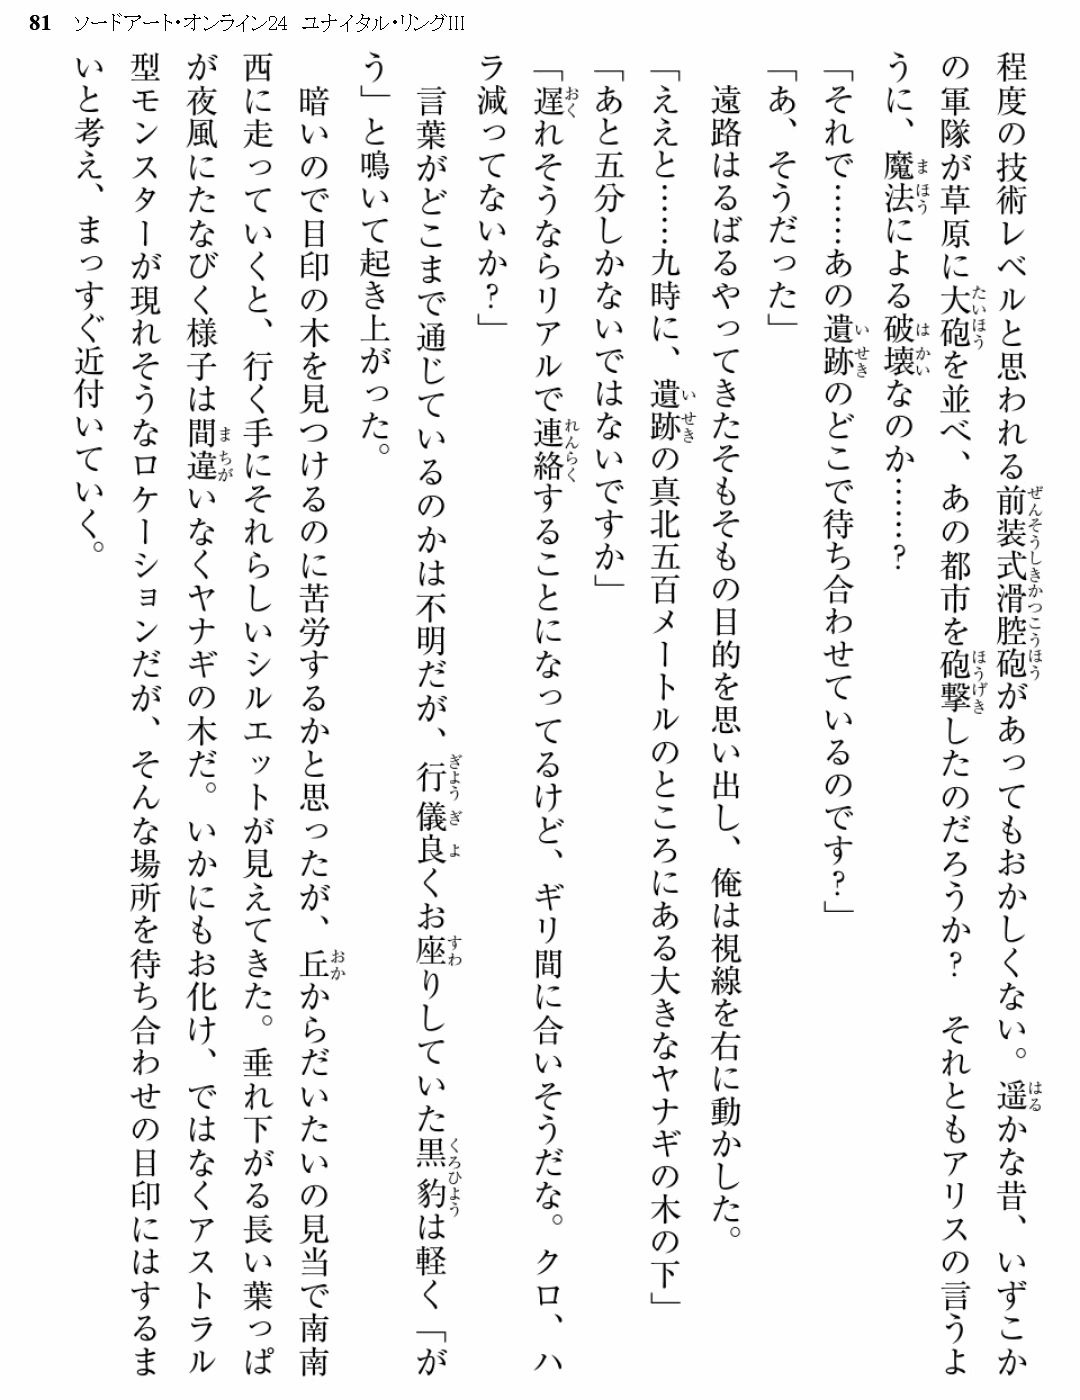 81 ソードアート・オンライン24 ユナイタル・リングIII
程度の技術レベルと思われる前装式滑腔砲があってもおかしくない。遥かな昔、いずこか
の軍隊が草原に大砲を並べ、あの都市を砲撃したのだろうか？ それともアリスの言うよ
うに、魔法による破壊なのか……？
「それで……あの遺跡のどこで待ち合わせているのです？」
「あ、そうだった」
遠路はるばるやってきたそもそもの目的を思い出し、俺は視線を右に動かした。
「ええと……九時に、遺跡の真北五百メートルのところにある大きなヤナギの木の下」
「あと五分しかないではないですか」
「遅れそうならリアルで連絡することになってるけど、ギリ間に合いそうだな。クロ、ハ
ラ減ってないか？」
言葉がどこまで通じているのかは不明だが、行儀良くお座りしていた黒豹は軽く「が
う」と鳴いて起き上がった。
暗いので目印の木を見つけるのに苦労するかと思ったが、丘からだいたいの見当で南南
西に走っていくと、行く手にそれらしいシルエットが見えてきた。垂れ下がる長い葉っぱ
が夜風にたなびく様子は間違いなくヤナギの木だ。いかにもお化け、ではなくアストラル
型モンスターが現れそうなロケーションだが、そんな場所を待ち合わせの目印にはするま
いと考え、まっすぐ近付いていく。